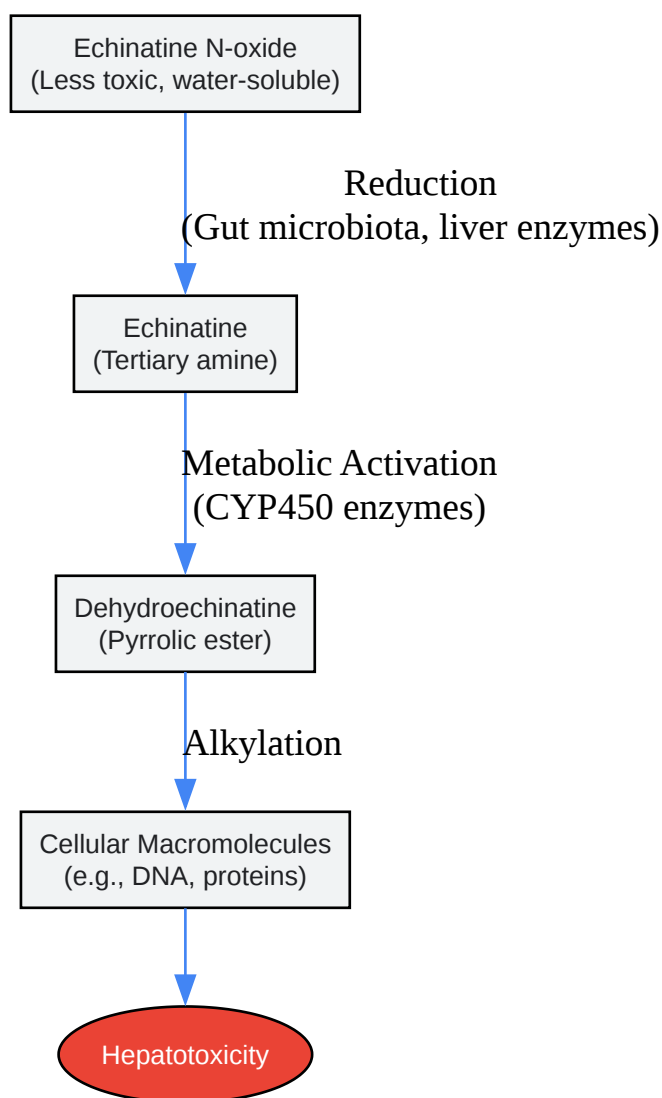 Echinatine N-oxide
(Less toxic, water-soluble)
Reduction
(Gut microbiota, liver enzymes)
Echinatine
(Tertiary amine)
Metabolic Activation
(CYP450 enzymes)
Dehydroechinatine
(Pyrrolic ester)
Alkylation
Cellular Macromolecules
(e.g., DNA, proteins)
Hepatotoxicity